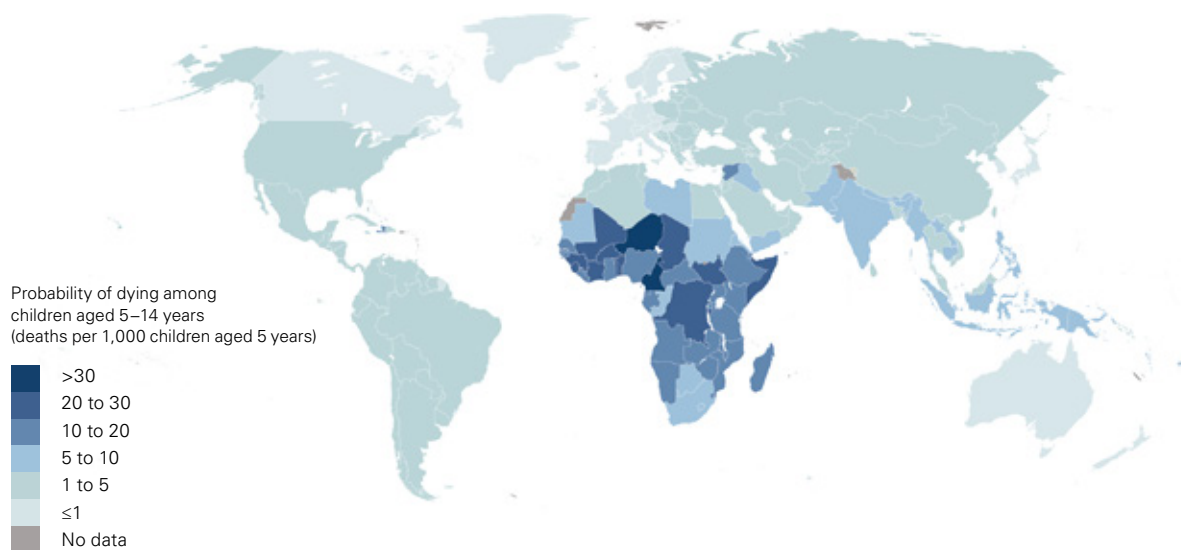 Probability of dying among
children aged 5–14 years
(deaths per 1,000 children aged 5 years)
>30
20 to 30
10 to 20
5 to 10
1 to 5
≤1
No data